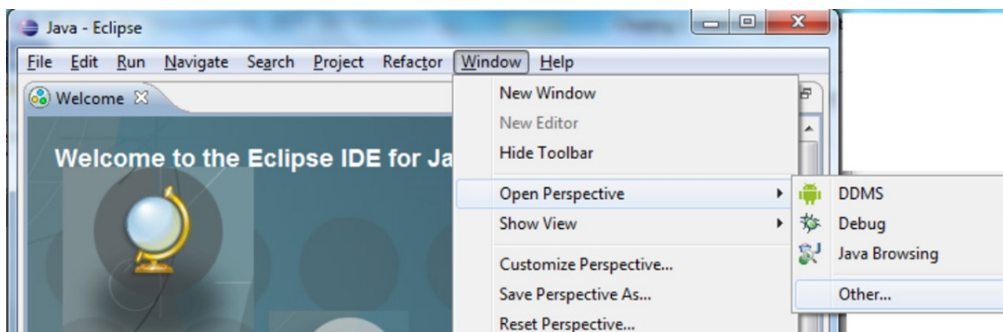 Java - Eclipse
File Edit Run Navigate Search Project Refactor Window Help
Welcome
Welcome to the Eclipse IDE for Ja
New Window
New Editor
Hide Toolbar
Open Perspective
Show View
Customize Perspective...
Save Perspective As...
Reset Perspective...
DDMS
Debug
Java Browsing
Other...